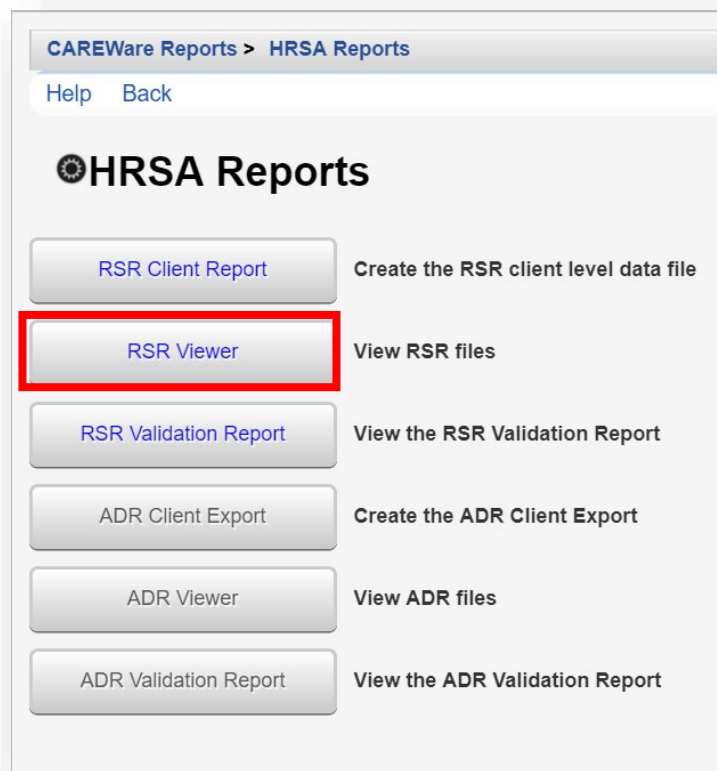 CAREWare Reports > HRSA Reports
Help Back
HRSA Reports
RSR Client Report Create the RSR client level data file
RSR Viewer View RSR files
RSR Validation Report View the RSR Validation Report
ADR Client Export Create the ADR Client Export
ADR Viewer View ADR files
ADR Validation Report View the ADR Validation Report